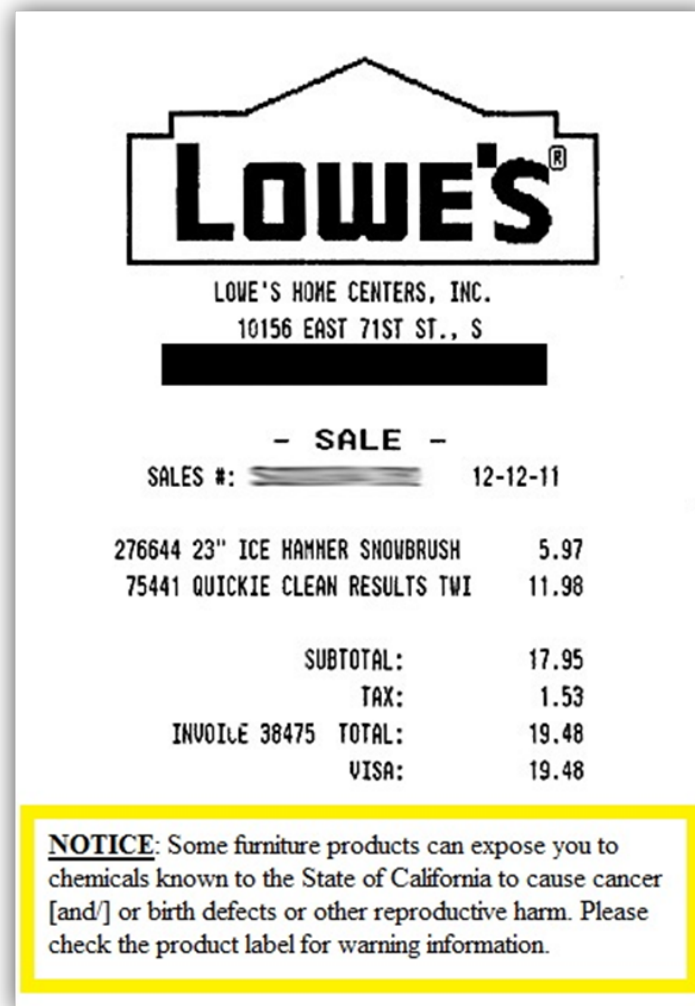 LOWE'S®
LOWE'S HOME CENTERS, INC.
10156 EAST 71ST ST., S
- SALE -
SALES #: 12-12-11
276644 23" ICE HAMMER SNOWBRUSH 5.97
75441 QUICKIE CLEAN RESULTS TWI 11.98
SUBTOTAL: 17.95
TAX: 1.53
INVOICE 38475 TOTAL: 19.48
VISA: 19.48
NOTICE: Some furniture products can expose you to
chemicals known to the State of California to cause cancer
[and/] or birth defects or other reproductive harm. Please
check the product label for warning information.